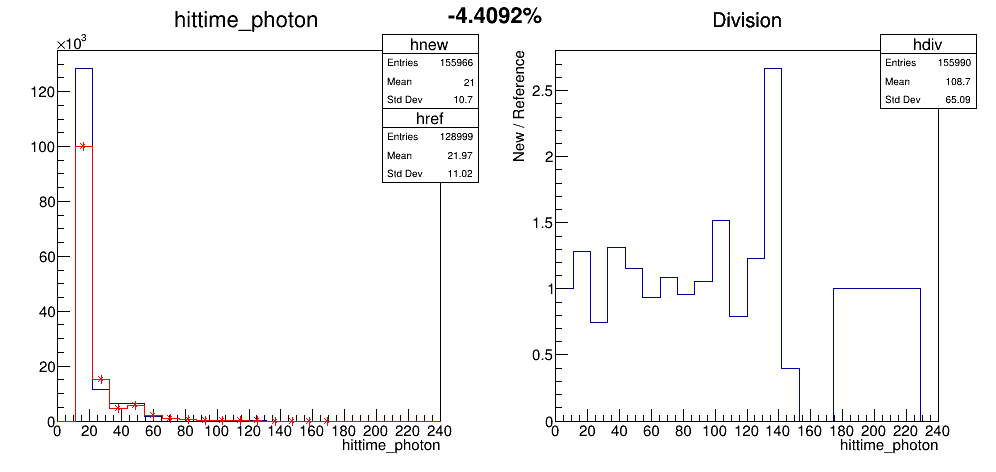 -4.4092%
hittime_photon
×10³
hnew
Entries 155966
Mean 21
Std Dev 10.7
href
Entries 128999
Mean 21.97
Std Dev 11.02
120
100
80
60
40
20
0
0 20 40 60 80 100 120 140 160 180 200 220 240
hittime_photon
Division
hdiv
Entries 155990
Mean 108.7
Std Dev 65.09
New / Reference
2.5
2
1.5
1
0.5
0
0 20 40 60 80 100 120 140 160 180 200 220 240
hittime_photon